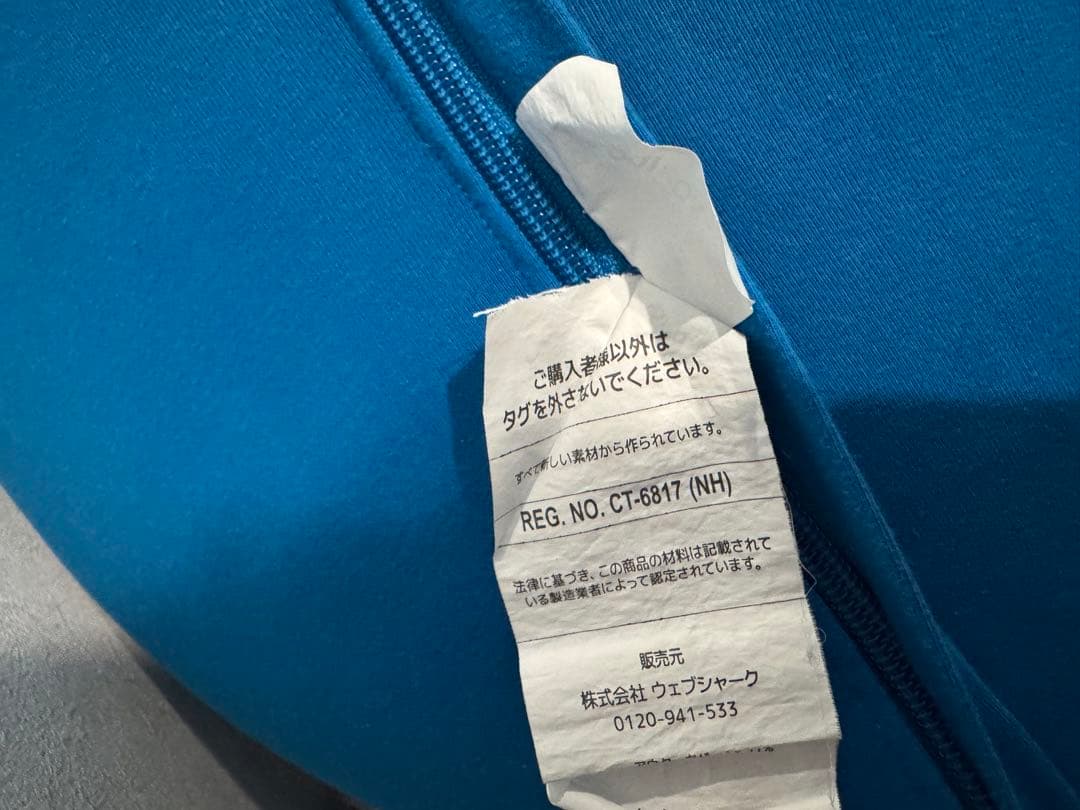 ご購入者様以外は
タグを外さないでください。
すべて新しい素材から作られています。
REG. NO. CT-6817 (NH)
法律に基づき、この商品の材料は記載されて
いる製造業者によって認定されています。
販売元
株式会社 ウェブシャーク
0120-941-533